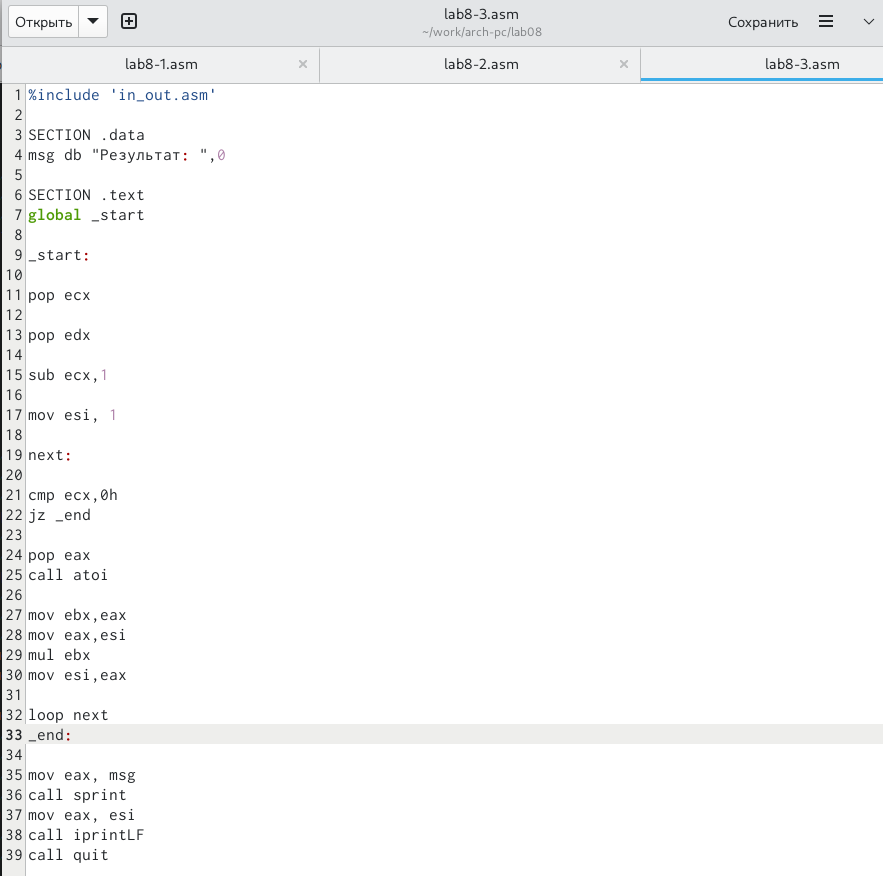 Открыть
lab8-3.asm
~/work/arch-pc/lab08
Сохранить
lab8-1.asm × lab8-2.asm × lab8-3.asm
1 %include 'in_out.asm'
2
3 SECTION .data
4 msg db "Результат: ",0
5
6 SECTION .text
7 global _start
8
9 _start:
10
11 pop ecx
12
13 pop edx
14
15 sub ecx,1
16
17 mov esi, 1
18
19 next:
20
21 cmp ecx,0h
22 jz _end
23
24 pop eax
25 call atoi
26
27 mov ebx,eax
28 mov eax,esi
29 mul ebx
30 mov esi,eax
31
32 loop next
33 _end:
34
35 mov eax, msg
36 call sprint
37 mov eax, esi
38 call iprintLF
39 call quit